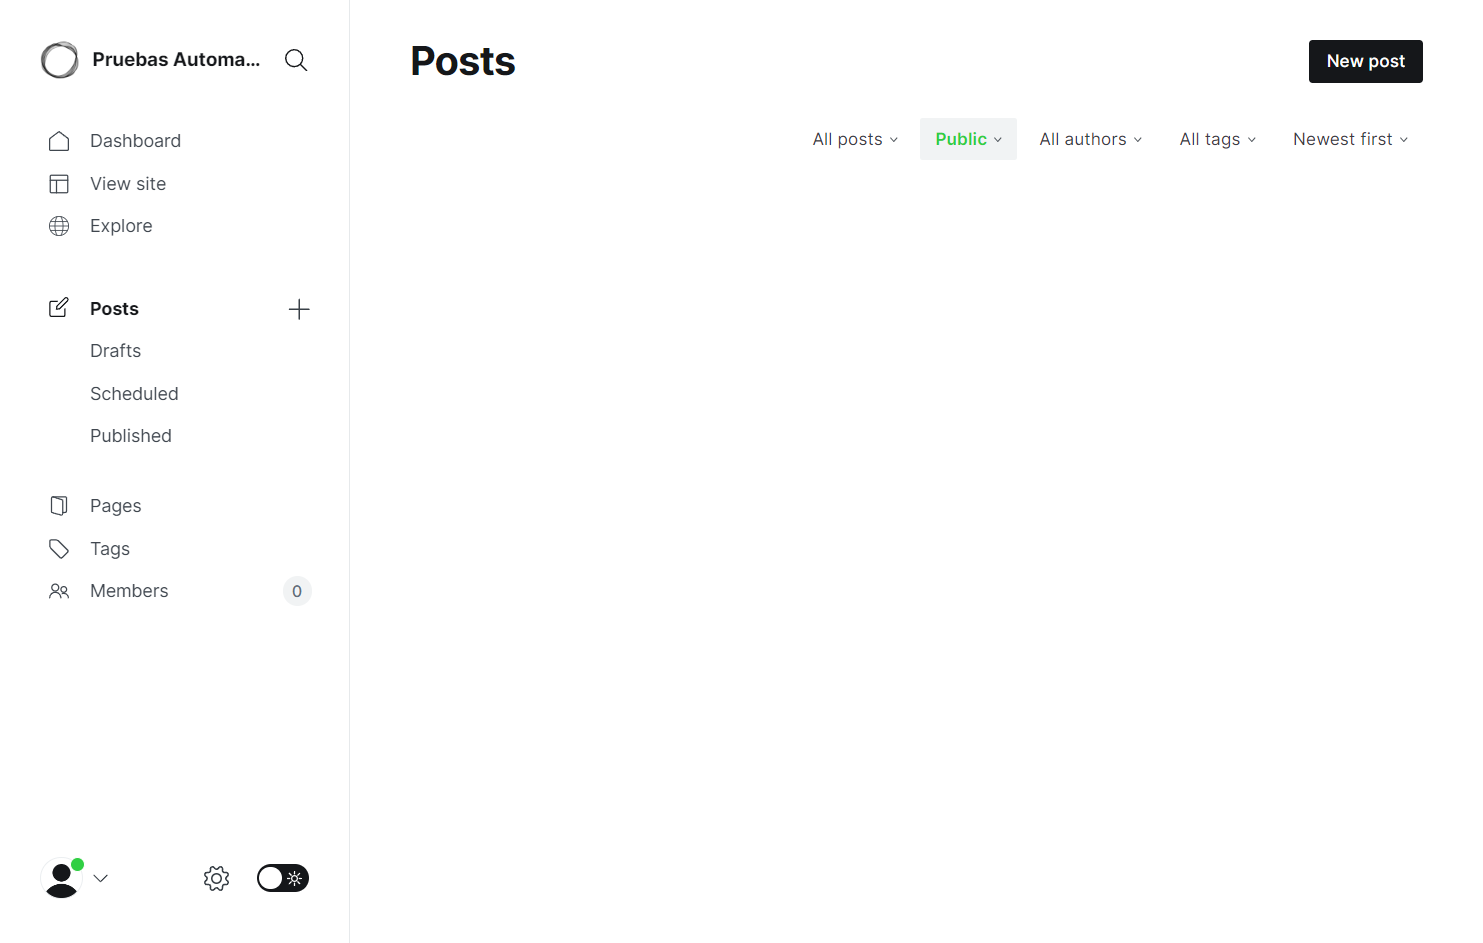 Pruebas Automa...
Dashboard
View site
Explore
Posts
Drafts
Scheduled
Published
Pages
Tags
Members
0
Posts
New post
All posts
Public
All authors
All tags
Newest first